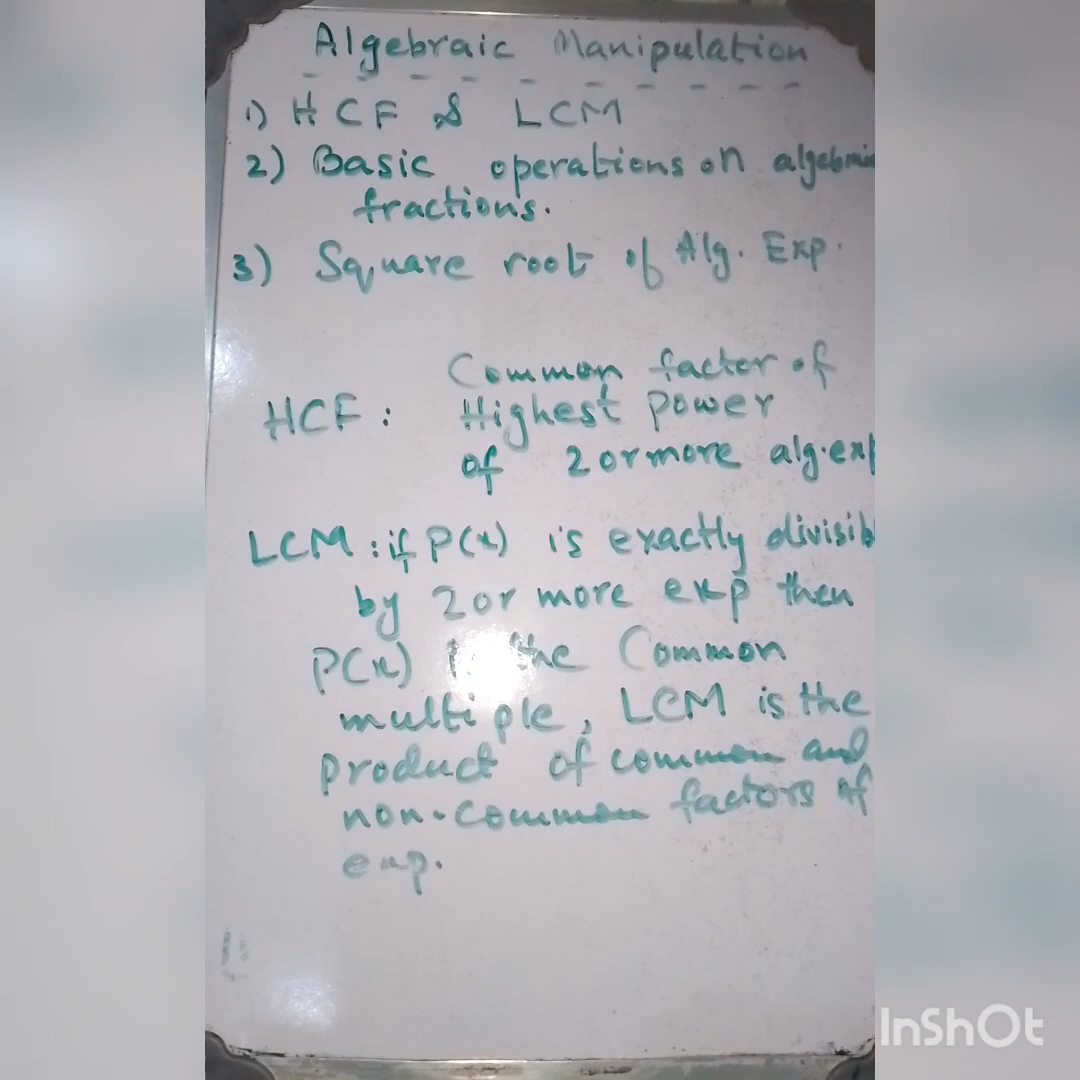 Algebraic Manipulation
1) HCF & LCM
2) Basic operations on algebraic
fractions.
3) Square root of Alg. Exp.
Common factor of
HCF: Highest power
of 2 or more alg. exp
LCM: if P(x) is exactly divisib
by 2 or more exp then
P(x) the Common
multiple, LCM is the
product of common and
non-common factors of
exp.
InShOt